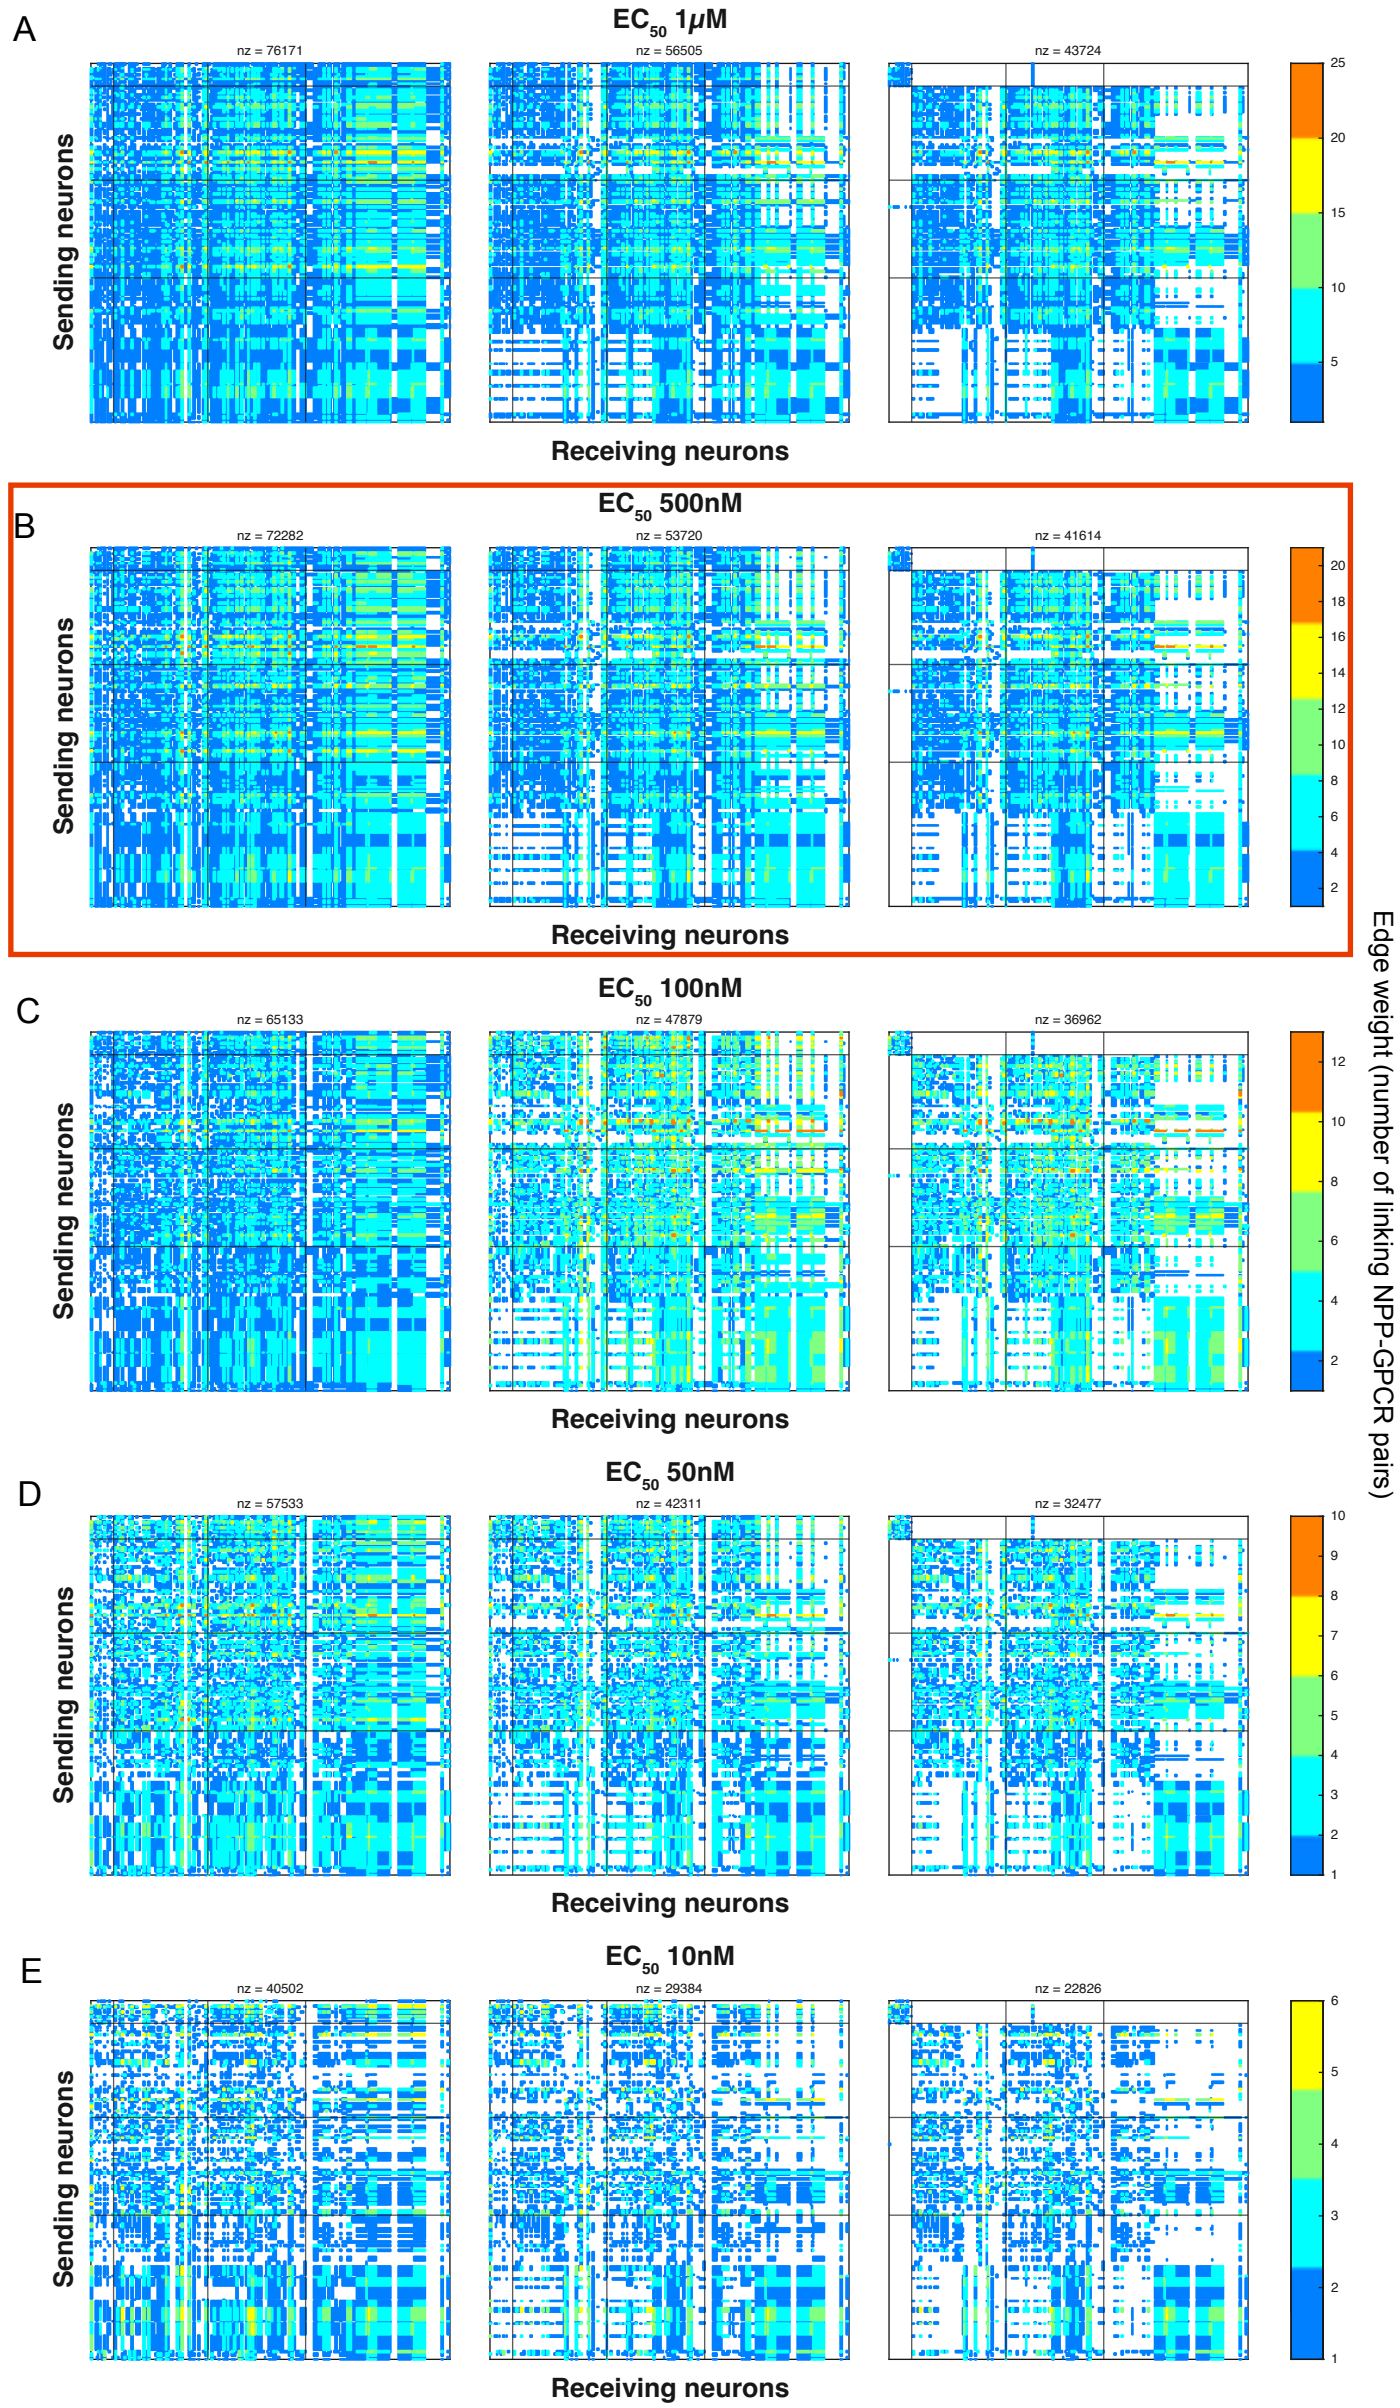 A
EC50 1µM
nz = 76171
nz = 56505
nz = 43724
Sending neurons
25
20
15
10
5
Receiving neurons
B
EC50 500nM
nz = 72282
nz = 53720
nz = 41614
Sending neurons
20
18
16
14
12
10
8
6
4
2
Receiving neurons
Edge weight (number of linking NPP-GPCR pairs)
C
EC50 100nM
nz = 65133
nz = 47879
nz = 36962
Sending neurons
12
10
8
6
4
2
Receiving neurons
D
EC50 50nM
nz = 57533
nz = 42311
nz = 32477
Sending neurons
10
9
8
7
6
5
4
3
2
1
Receiving neurons
E
EC50 10nM
nz = 40502
nz = 29384
nz = 22826
Sending neurons
6
5
4
3
2
1
Receiving neurons